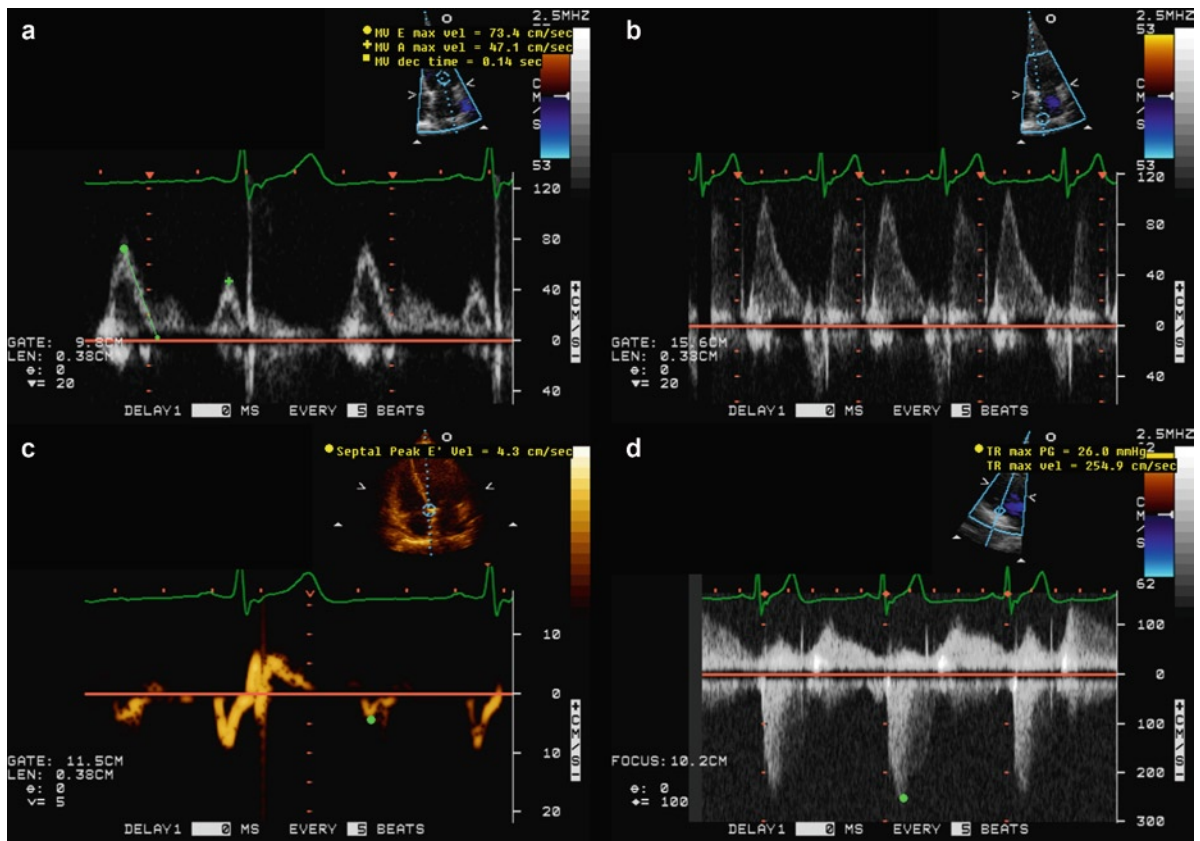 a
2.5MHZ
MV E max vel = 73.4 cm/sec
MV A max vel = 47.1 cm/sec
MV dec time = 0.14 sec
53
C
M
/
S
53
120
80
40
0
40
+CM/S-
GATE: 9.8CM
LEN: 0.38CM
θ: 0
▼= 20
DELAY1 0 MS EVERY 5 BEATS
b
2.5MHZ
53
C
M
/
S
53
120
80
40
0
40
+CM/S-
GATE: 15.6CM
LEN: 0.38CM
θ: 0
▼= 20
DELAY1 0 MS EVERY 5 BEATS
c
Septal Peak E' Vel = 4.3 cm/sec
10
0
10
20
+CM/S-
GATE: 11.5CM
LEN: 0.38CM
θ: 0
v= 5
DELAY1 0 MS EVERY 5 BEATS
d
2.5MHZ
TR max PG = 26.0 mmHg
TR max vel = 254.9 cm/sec
C
M
/
S
62
100
0
100
200
300
+CM/S-
FOCUS:10.2CM
θ: 0
◆= 100
DELAY1 0 MS EVERY 5 BEATS